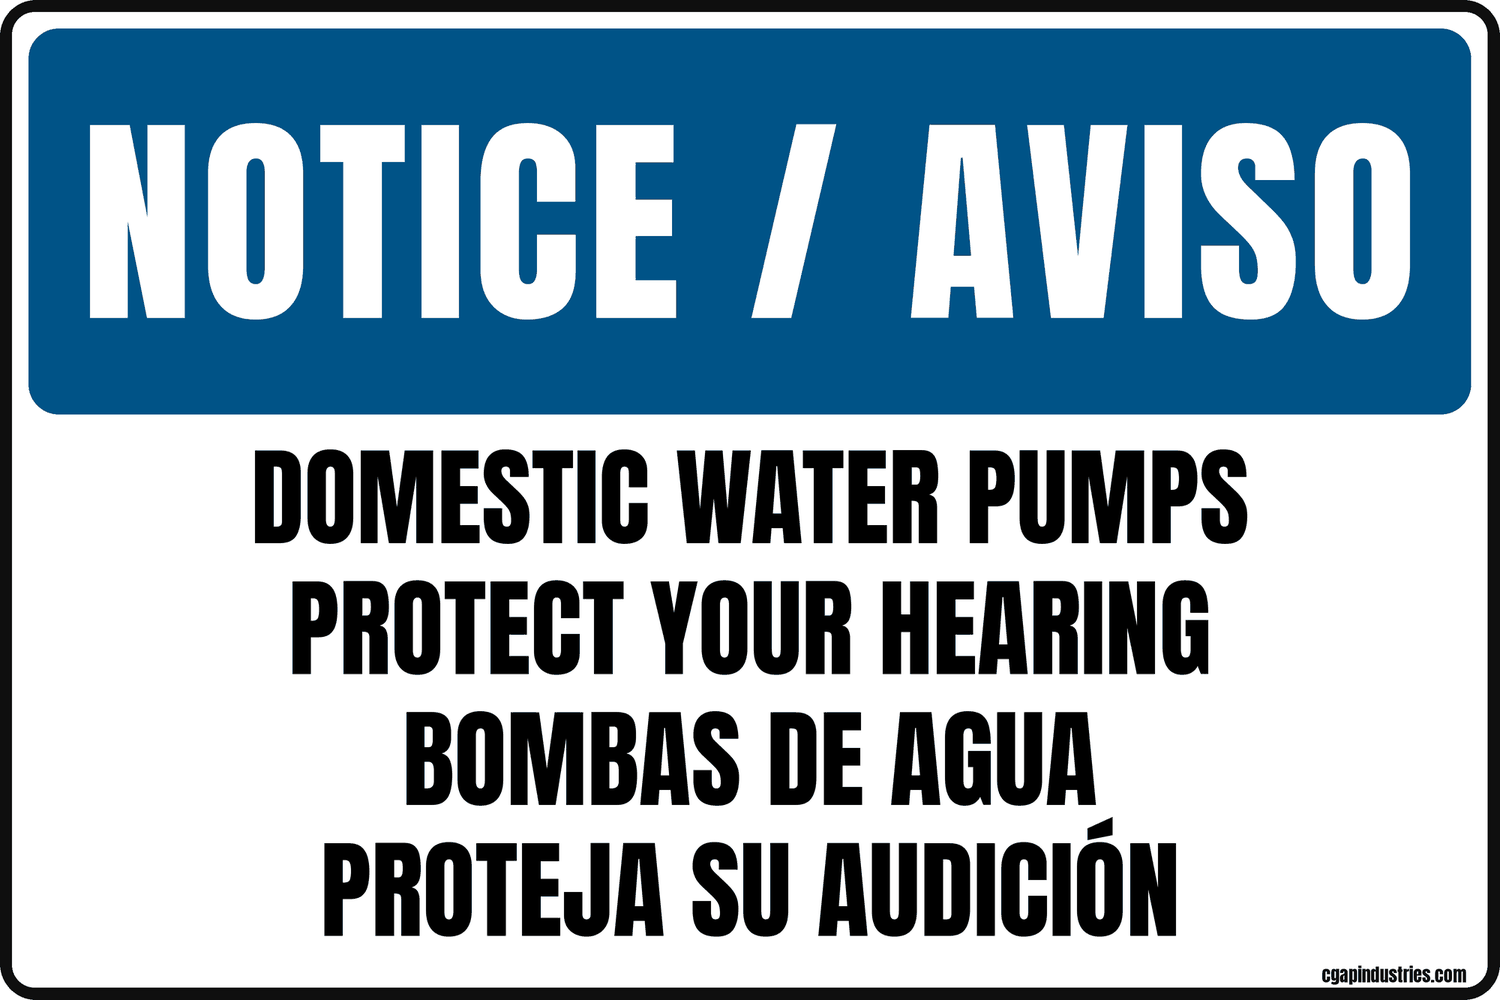 NOTICE / AVISO
DOMESTIC WATER PUMPS
PROTECT YOUR HEARING
BOMBAS DE AGUA
PROTEJA SU AUDICIÓN
cgapindustries.com